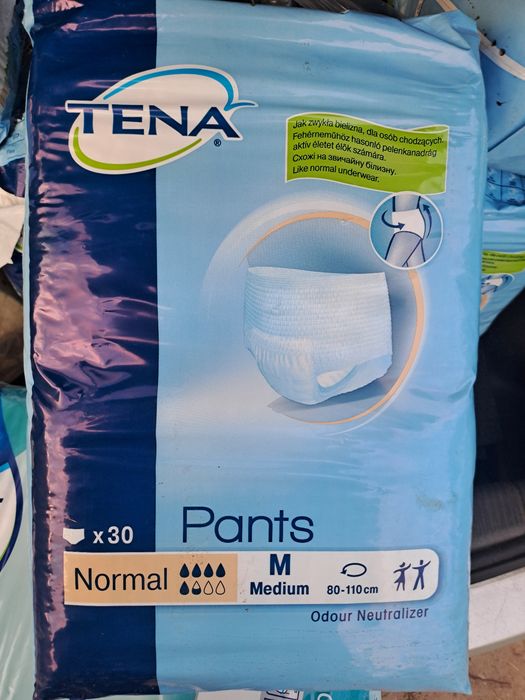 TENA®
Jak zwykła bielizna, dla osób chodzących.
Fehérneműhöz hasonló pelenkanadrág
aktív életet élők számára.
Схожі на звичайну білизну.
Like normal underwear.
x 30
Pants
Normal
M
Medium
80-110cm
Odour Neutralizer